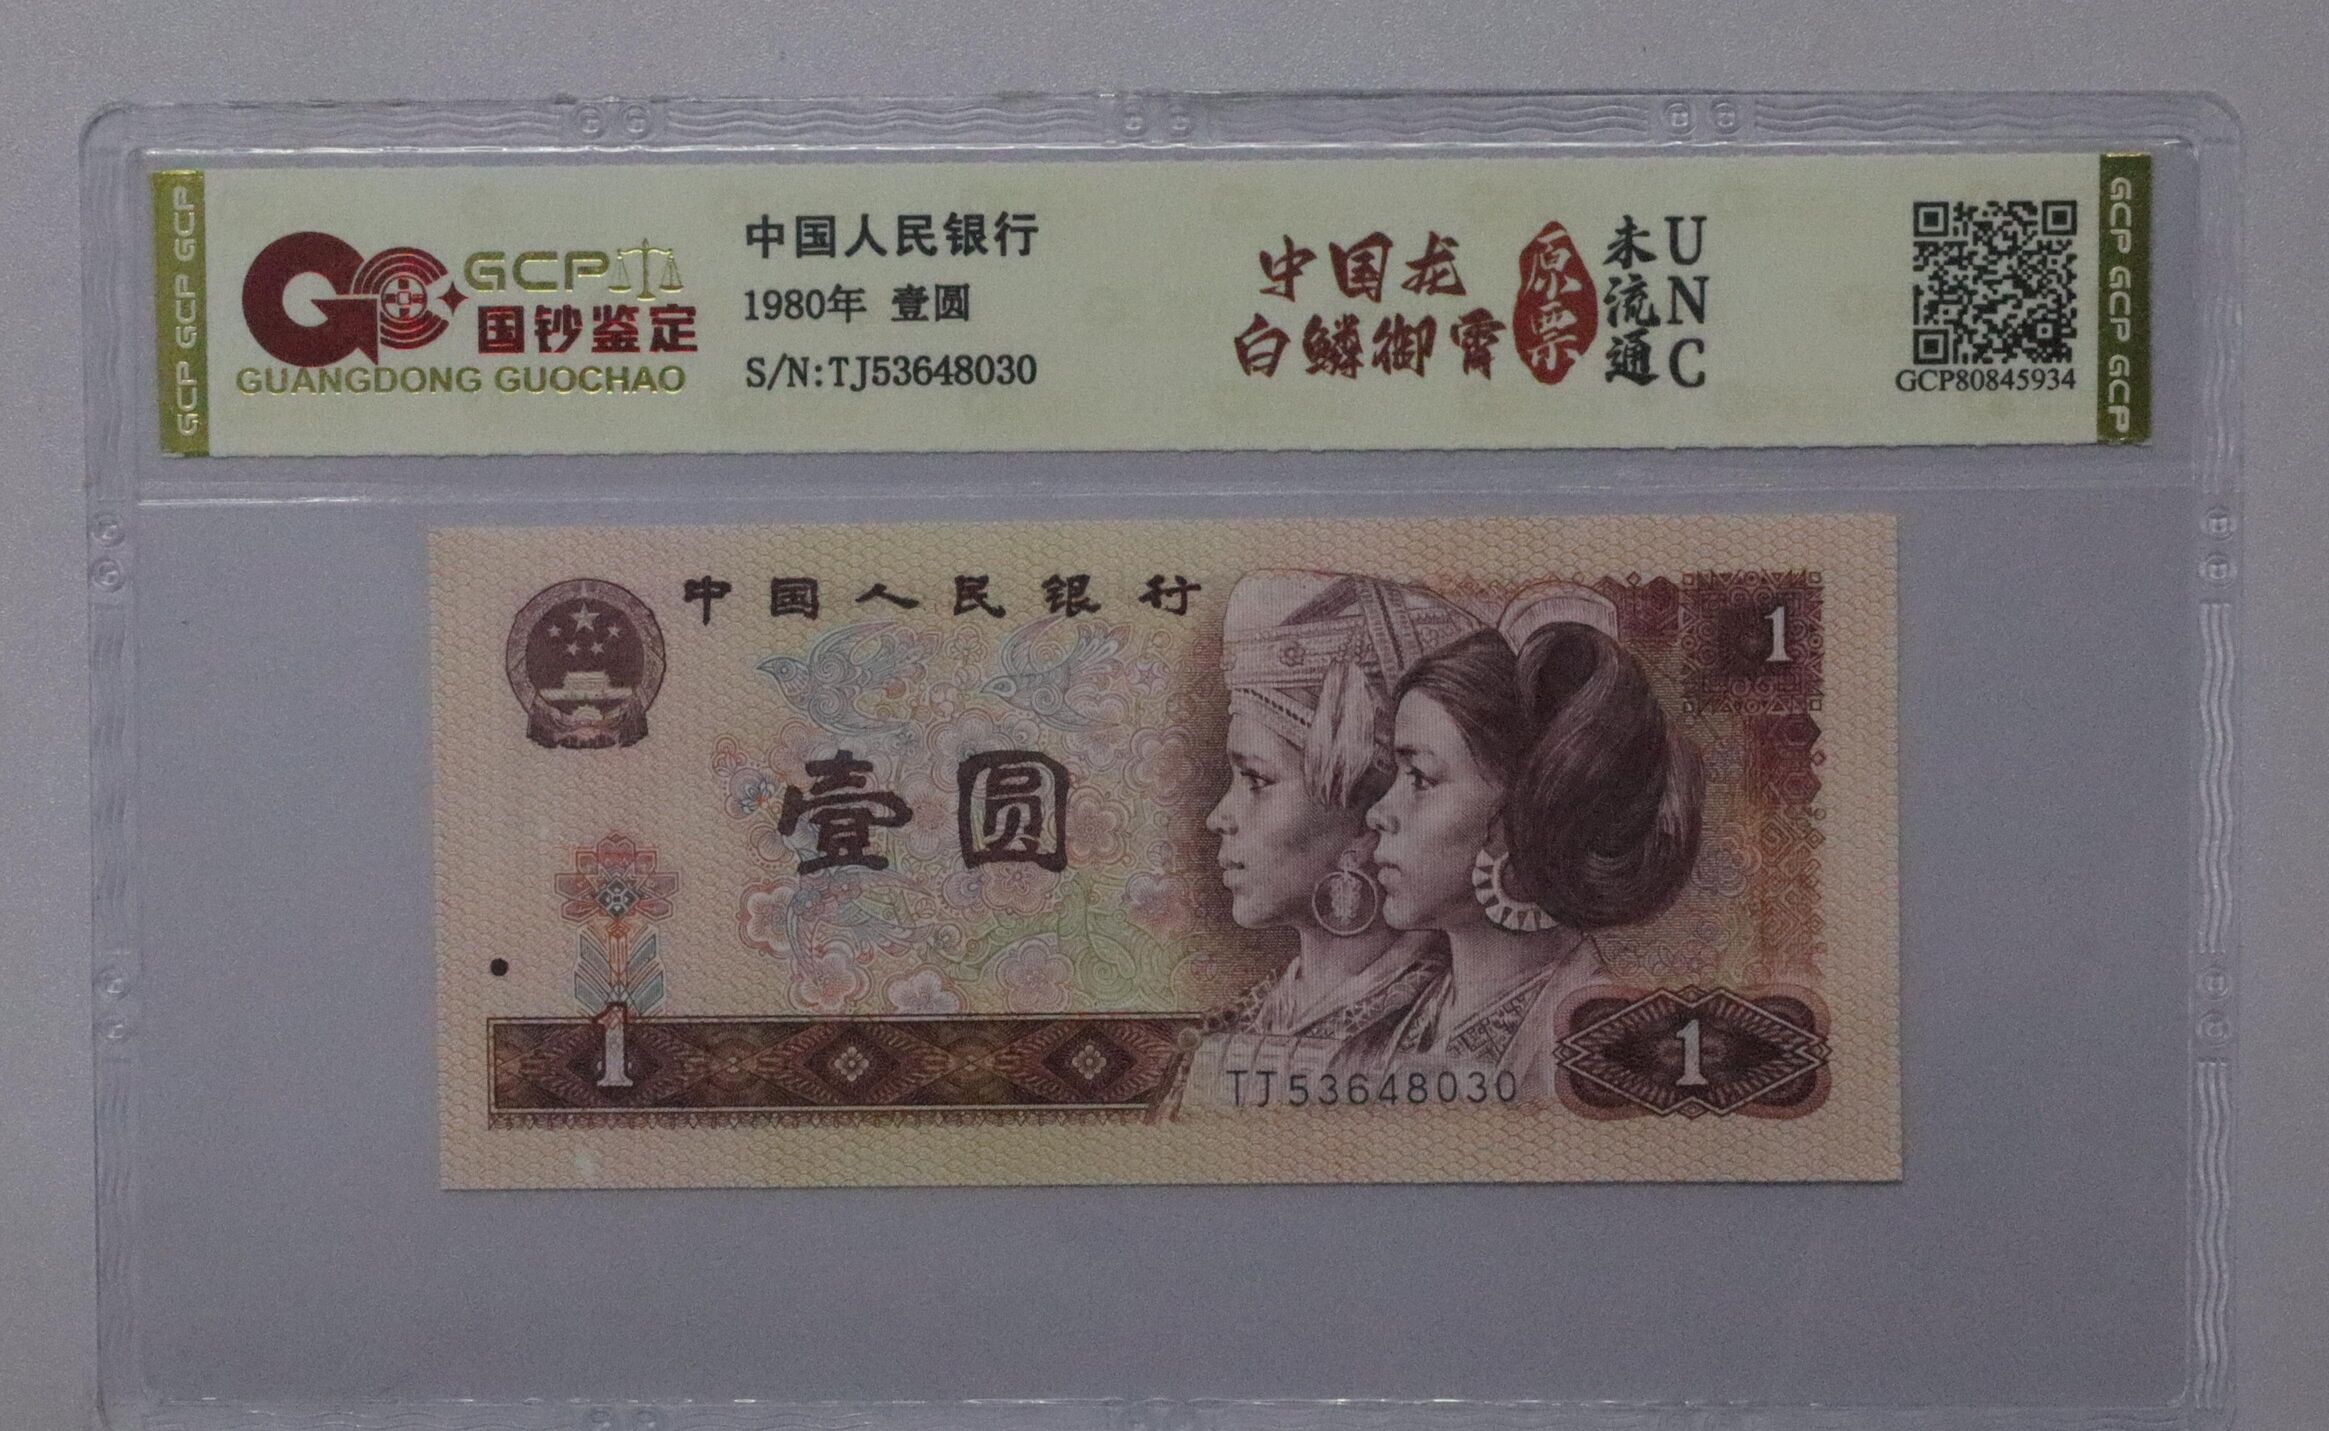 GCP GCP GCP
GCP
国钞鉴定
GUANGDONG GUOCHAO
中国人民银行
1980年 壹圆
S/N:TJ53648030
中国龙
白鳟御霄
原票
未流通
UNC
GCP80845934
GCP GCP GCP
中国人民银行
1
壹圆
1
1
TJ53648030